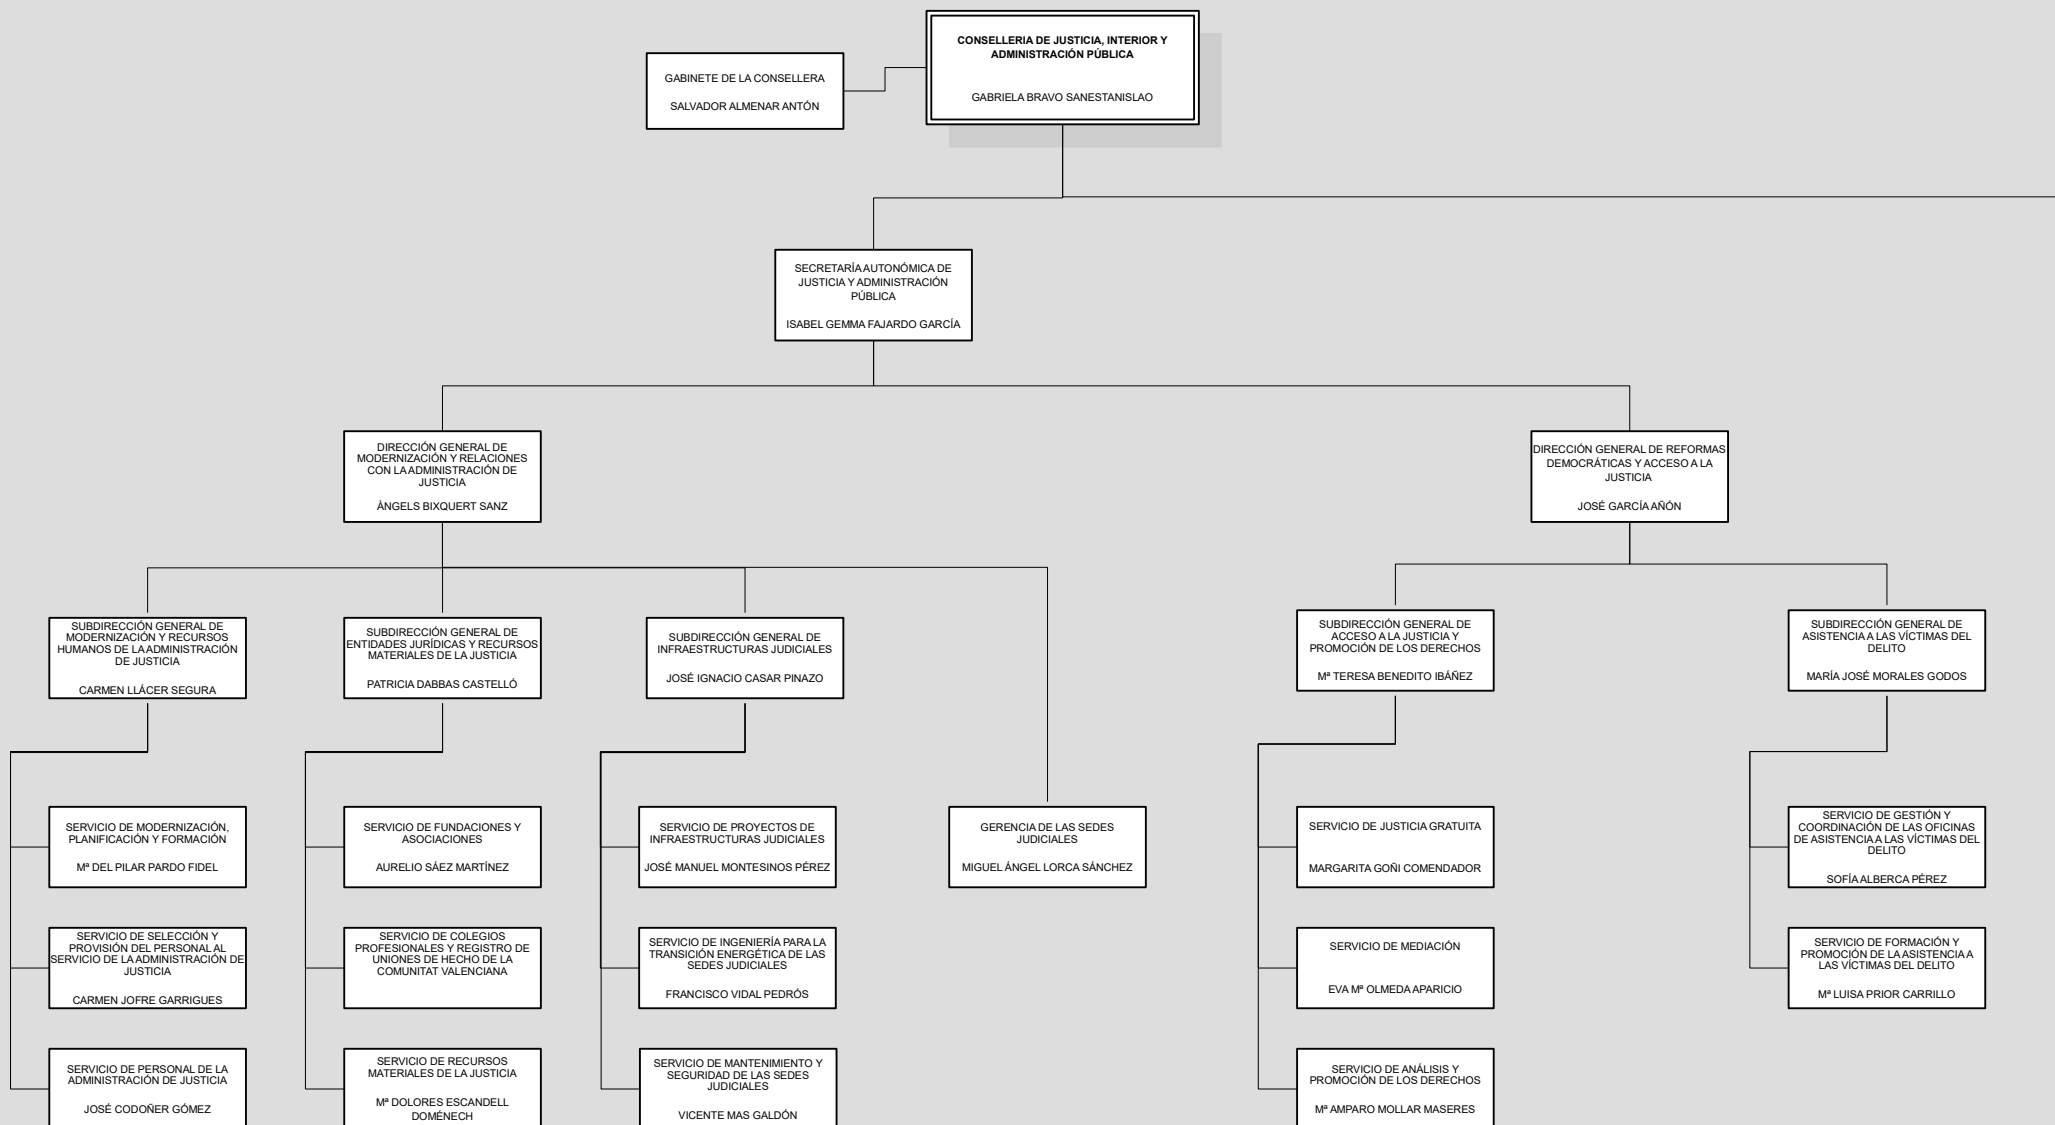 CONSELLERIA DE JUSTICIA, INTERIOR Y
ADMINISTRACIÓN PÚBLICA
GABRIELA BRAVO SANESTANISLAO
GABINETE DE LA CONSELLERA
SALVADOR ALMENAR ANTÓN
SECRETARÍA AUTONÓMICA DE
JUSTICIA Y ADMINISTRACIÓN
PÚBLICA
ISABEL GEMMA FAJARDO GARCÍA
DIRECCIÓN GENERAL DE
MODERNIZACIÓN Y RELACIONES
CON LA ADMINISTRACIÓN DE
JUSTICIA
ÀNGELS BIXQUERT SANZ
DIRECCIÓN GENERAL DE REFORMAS
DEMOCRÁTICAS Y ACCESO A LA
JUSTICIA
JOSÉ GARCÍA AÑÓN
SUBDIRECCIÓN GENERAL DE
MODERNIZACIÓN Y RECURSOS
HUMANOS DE LA ADMINISTRACIÓN
DE JUSTICIA
CARMEN LLÁCER SEGURA
SUBDIRECCIÓN GENERAL DE
ENTIDADES JURÍDICAS Y RECURSOS
MATERIALES DE LA JUSTICIA
PATRICIA DABBAS CASTELLÓ
SUBDIRECCIÓN GENERAL DE
INFRAESTRUCTURAS JUDICIALES
JOSÉ IGNACIO CASAR PINAZO
SUBDIRECCIÓN GENERAL DE
ACCESO A LA JUSTICIA Y
PROMOCIÓN DE LOS DERECHOS
Mª TERESA BENEDITO IBÁÑEZ
SUBDIRECCIÓN GENERAL DE
ASISTENCIA A LAS VÍCTIMAS DEL
DELITO
MARÍA JOSÉ MORALES GODOS
SERVICIO DE MODERNIZACIÓN,
PLANIFICACIÓN Y FORMACIÓN
Mª DEL PILAR PARDO FIDEL
SERVICIO DE FUNDACIONES Y
ASOCIACIONES
AURELIO SÁEZ MARTÍNEZ
SERVICIO DE PROYECTOS DE
INFRAESTRUCTURAS JUDICIALES
JOSÉ MANUEL MONTESINOS PÉREZ
GERENCIA DE LAS SEDES
JUDICIALES
MIGUEL ÁNGEL LORCA SÁNCHEZ
SERVICIO DE JUSTICIA GRATUITA
MARGARITA GOÑI COMENDADOR
SERVICIO DE GESTIÓN Y
COORDINACIÓN DE LAS OFICINAS
DE ASISTENCIA A LAS VÍCTIMAS DEL
DELITO
SOFÍA ALBERCA PÉREZ
SERVICIO DE SELECCIÓN Y
PROVISIÓN DEL PERSONAL AL
SERVICIO DE LA ADMINISTRACIÓN DE
JUSTICIA
CARMEN JOFRE GARRIGUES
SERVICIO DE COLEGIOS
PROFESIONALES Y REGISTRO DE
UNIONES DE HECHO DE LA
COMUNITAT VALENCIANA
SERVICIO DE INGENIERÍA PARA LA
TRANSICIÓN ENERGÉTICA DE LAS
SEDES JUDICIALES
FRANCISCO VIDAL PEDRÓS
SERVICIO DE MEDIACIÓN
EVA Mª OLMEDA APARICIO
SERVICIO DE FORMACIÓN Y
PROMOCIÓN DE LA ASISTENCIA A
LAS VÍCTIMAS DEL DELITO
Mª LUISA PRIOR CARRILLO
SERVICIO DE PERSONAL DE LA
ADMINISTRACIÓN DE JUSTICIA
JOSÉ CODOÑER GÓMEZ
SERVICIO DE RECURSOS
MATERIALES DE LA JUSTICIA
Mª DOLORES ESCANDELL
DOMÉNECH
SERVICIO DE MANTENIMIENTO Y
SEGURIDAD DE LAS SEDES
JUDICIALES
VICENTE MAS GALDÓN
SERVICIO DE ANÁLISIS Y
PROMOCIÓN DE LOS DERECHOS
Mª AMPARO MOLLAR MASERES